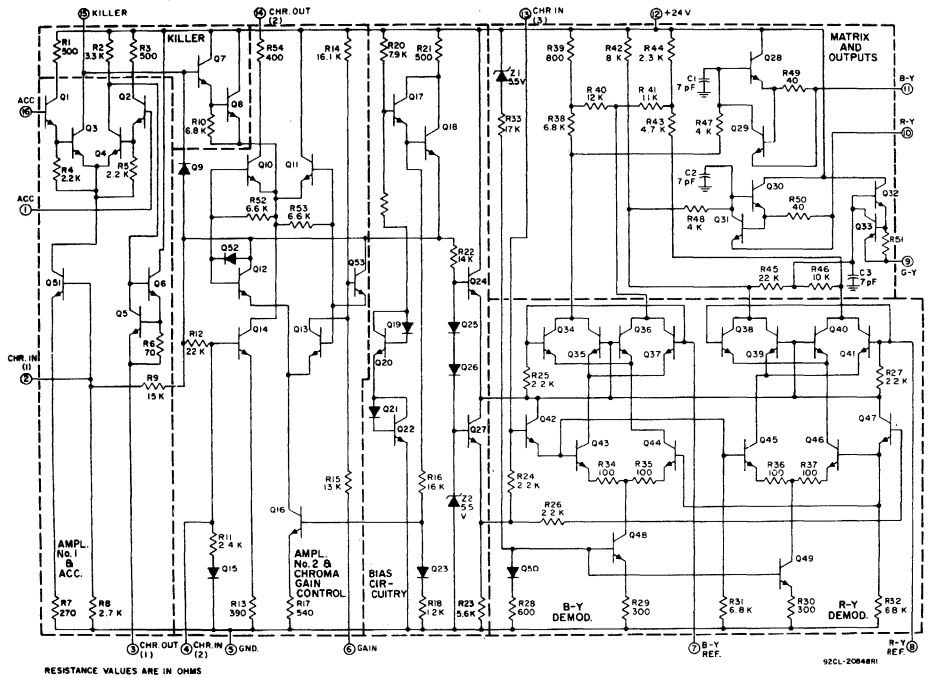 15 KILLER
14 CHR. OUT (2)
13 CHR IN (3)
12 +24 V
R1 500
R2 3.3 K
R3 500
KILLER
Q7
R54 400
R14 16.1 K
R20 7.9K
R21 500
Z1 5.5V
R39 800
R42 8 K
R44 2.3 K
MATRIX AND OUTPUTS
Q28
C1 7 pF
R49 40
B-Y 11
ACC 16
Q1
Q2
Q3
Q4
Q8
R10 6.8 K
Q17
Q18
R33 17K
R 40 12 K
R 41 11 K
R38 6.8 K
R43 4.7 K
R47 4 K
Q29
R-Y 10
R4 2.2K
R5 2.2 K
Q9
Q10
Q11
C2 7pF
Q30
Q31
R50 40
Q32
Q33
R51
ACC 1
R52 6.6 K
R53 6.6 K
R48 4 K
9 G-Y
Q52
Q12
Q53
R22 14 K
Q24
R45 22 K
R46 10 K
C3 7pF
Q51
Q6
Q5
Q14
Q13
Q19
Q20
Q25
Q34
Q35
Q36
Q37
Q38
Q39
Q40
Q41
R6 70
R12 22 K
Q26
R25 2.2 K
R27 2.2 K
CHR. IN (1) 2
R9 15 K
Q21
Q22
Q27
Q42
Q43
Q44
Q45
Q46
Q47
R34 100
R35 100
R36 100
R37 100
R15 13 K
R16 16 K
R24 2.2 K
Z2 5.5 V
R26 2.2 K
Q16
R11 2.4 K
Q48
Q49
AMPL. No. 1 & ACC.
Q15
AMPL. No. 2 & CHROMA GAIN CONTROL
BIAS CIR-CUITRY
Q23
Q50
B-Y DEMOD.
R-Y DEMOD.
R7 270
R8 2.7 K
R13 390
R17 540
R18 1.2 K
R23 5.6K
R28 600
R29 300
R31 6.8 K
R30 300
R32 6.8 K
3 CHR. OUT (1)
4 CHR. IN (2)
5 GND.
6 GAIN
7 B-Y REF.
R-Y REF. 8
92CL-20848R1
RESISTANCE VALUES ARE IN OHMS